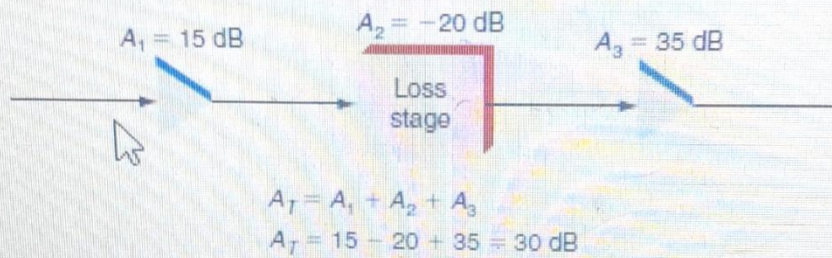 A₁ = 15 dB
A₂ = −20 dB
A₃ = 35 dB
Loss
stage
A_T = A₁ + A₂ + A₃
A_T = 15 − 20 + 35 = 30 dB